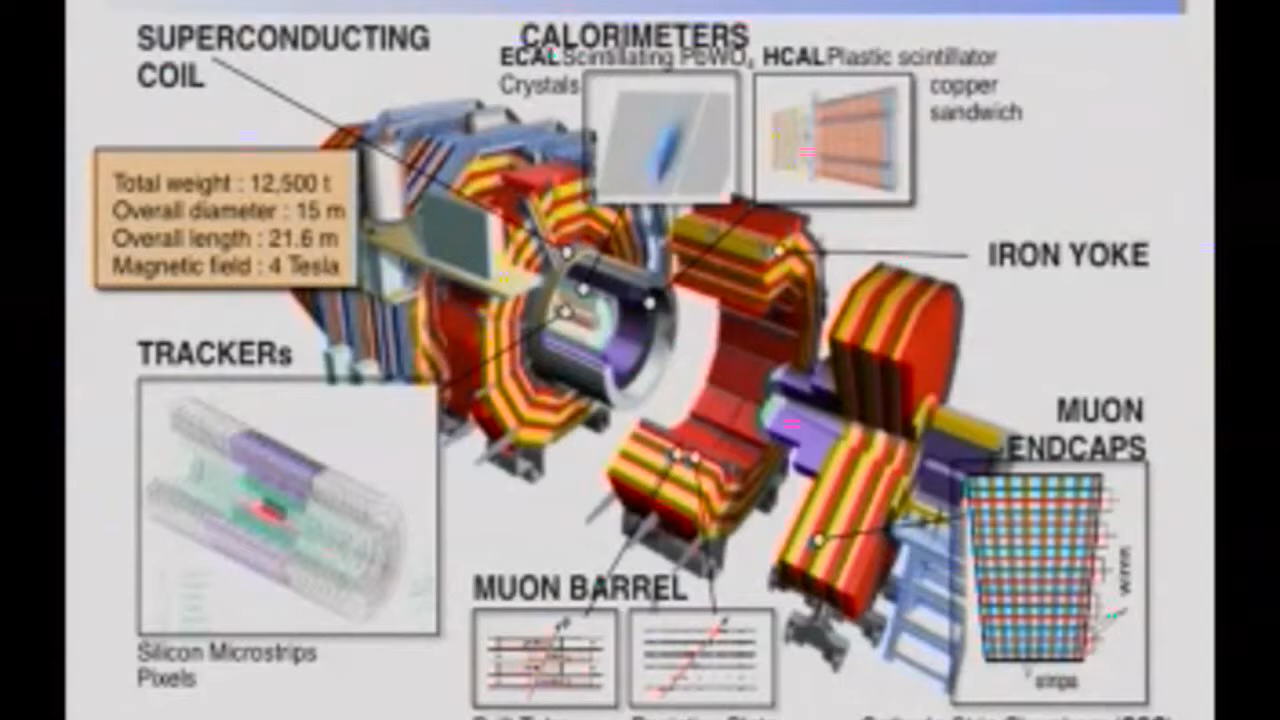 SUPERCONDUCTING
COIL
CALORIMETERS
ECAL Scintillating PbWO4
Crystals
HCAL Plastic scintillator
copper
sandwich
Total weight : 12,500 t
Overall diameter : 15 m
Overall length : 21.6 m
Magnetic field : 4 Tesla
IRON YOKE
TRACKERs
MUON
ENDCAPS
MUON BARREL
Silicon Microstrips
Pixels
wires
strips